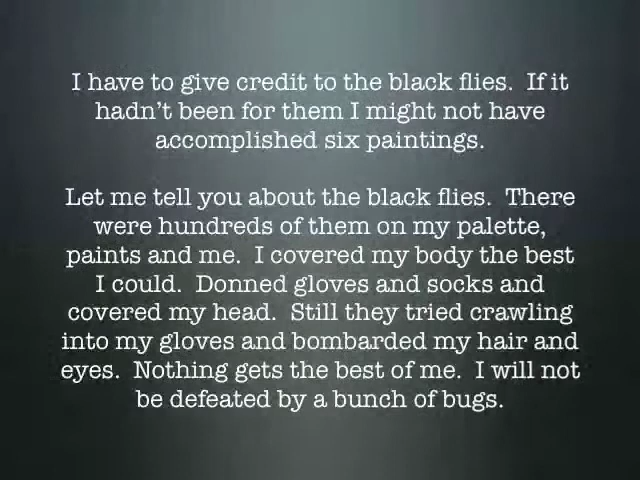 I have to give credit to the black flies.  If it
hadn't been for them I might not have
accomplished six paintings.
Let me tell you about the black flies.  There
were hundreds of them on my palette,
paints and me.  I covered my body the best
I could.  Donned gloves and socks and
covered my head.  Still they tried crawling
into my gloves and bombarded my hair and
eyes.  Nothing gets the best of me.  I will not
be defeated by a bunch of bugs.